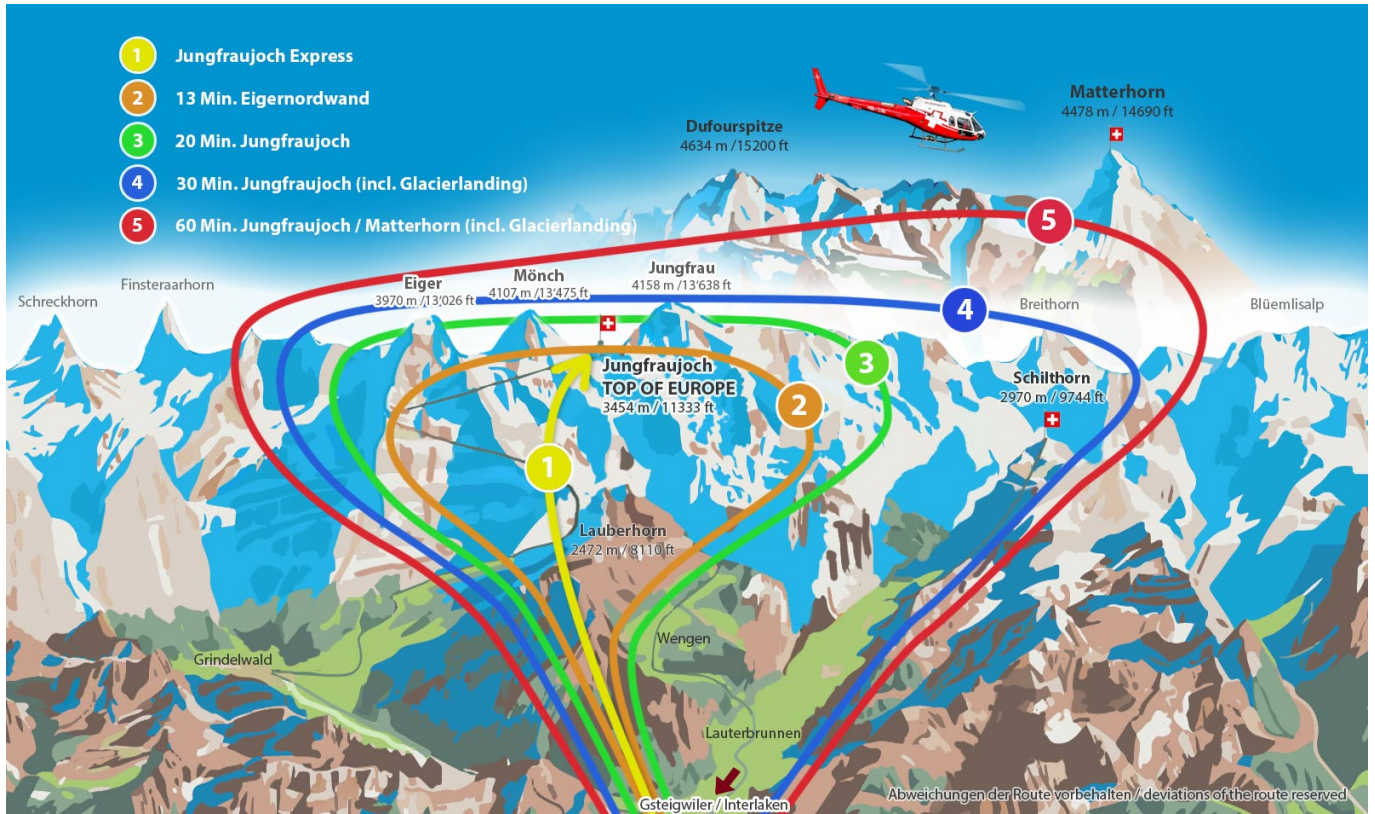 1 Jungfraujoch Express
2 13 Min. Eigernordwand
3 20 Min. Jungfraujoch
4 30 Min. Jungfraujoch (incl. Glacierlanding)
5 60 Min. Jungfraujoch / Matterhorn (incl. Glacierlanding)
Matterhorn
4478 m / 14690 ft
Dufourspitze
4634 m /15200 ft
5
Schreckhorn
Finsteraarhorn
Eiger
3970 m /13'026 ft
Mönch
4107 m /13'475 ft
Jungfrau
4158 m /13'638 ft
4
Breithorn
Blüemlisalp
3
Jungfraujoch
TOP OF EUROPE
3454 m / 11333 ft
2
Schilthorn
2970 m / 9744 ft
1
Lauberhorn
2472 m / 8110 ft
Wengen
Grindelwald
Lauterbrunnen
Gsteigwiler / Interlaken
Abweichungen der Route vorbehalten / deviations of the route reserved